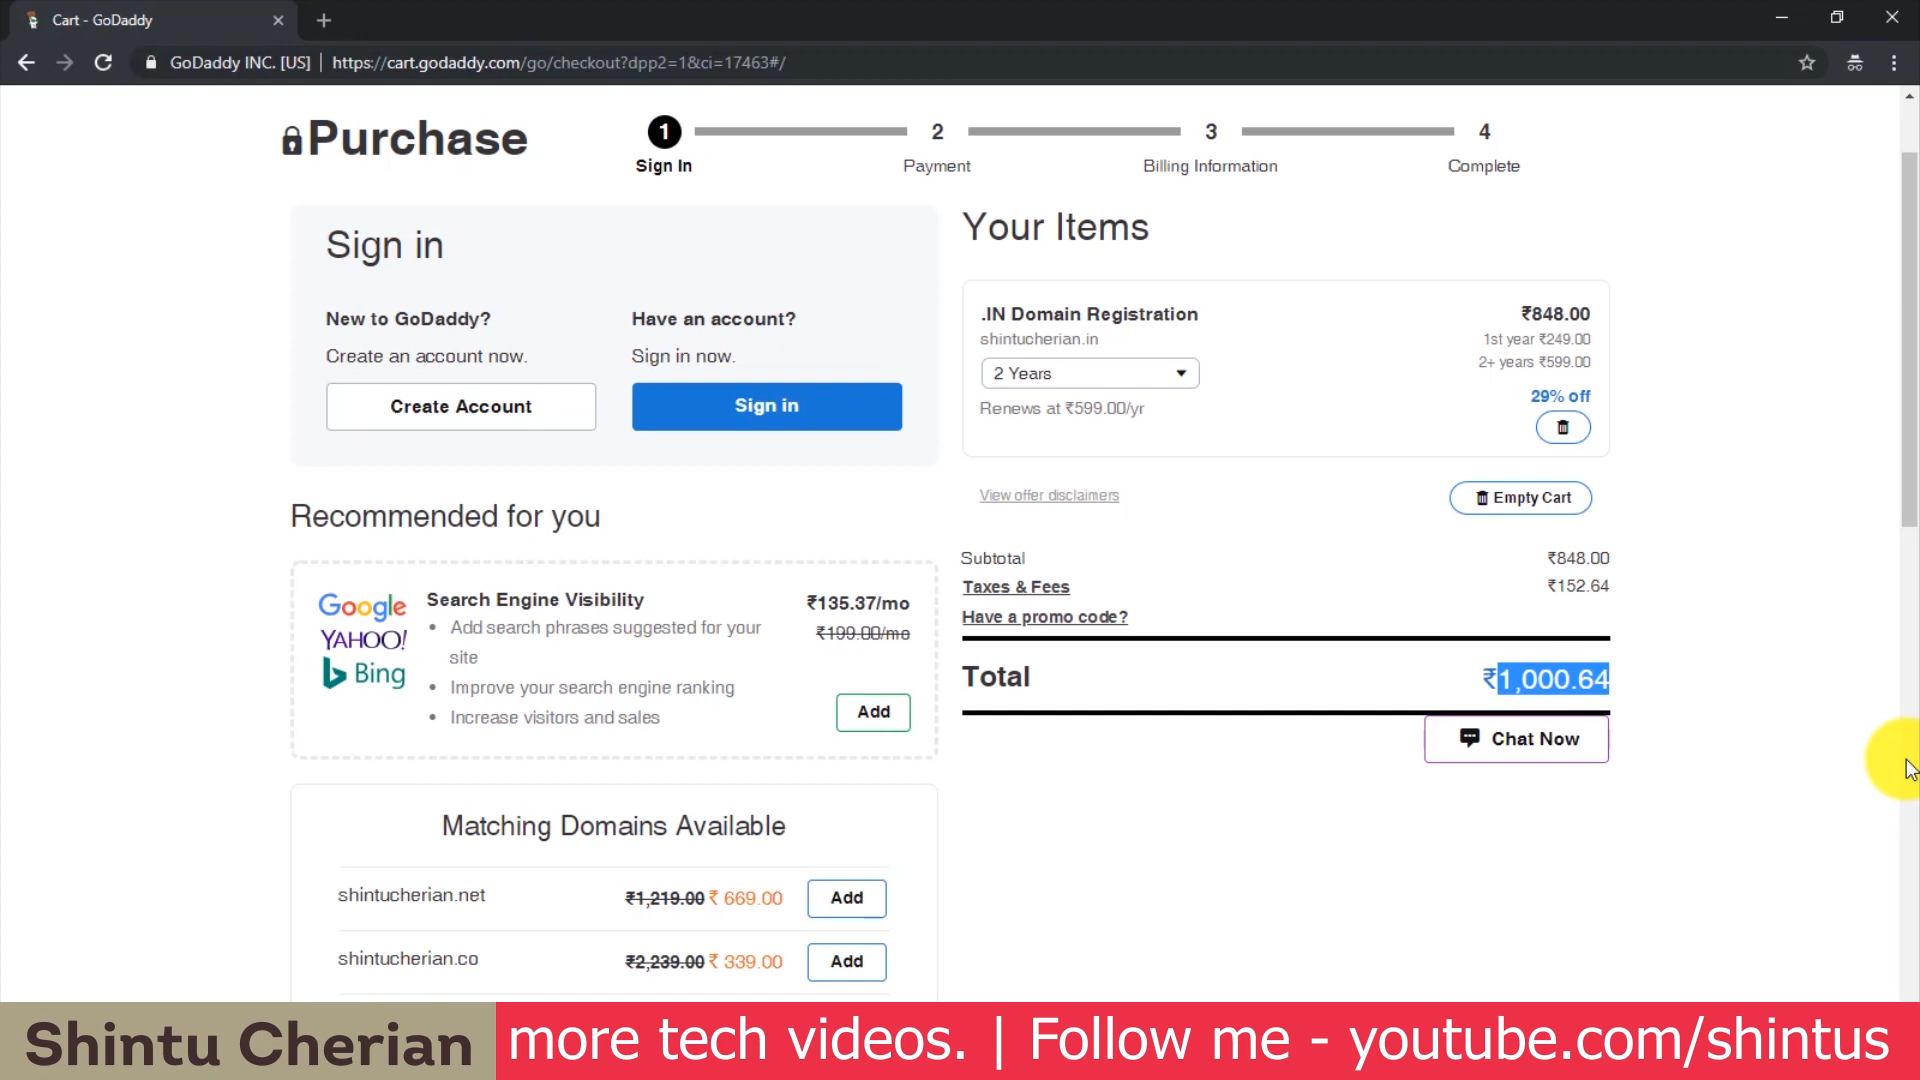 Cart - GoDaddy
GoDaddy INC. [US] | https://cart.godaddy.com/go/checkout?dpp2=1&ci=17463#/
Purchase
1 2 3 4
Sign In Payment Billing Information Complete
Sign in
New to GoDaddy? Have an account?
Create an account now. Sign in now.
Create Account Sign in
Your Items
.IN Domain Registration ₹848.00
shintucherian.in 1st year ₹249.00
2 Years 2+ years ₹599.00
29% off
Renews at ₹599.00/yr
View offer disclaimers Empty Cart
Subtotal ₹848.00
Taxes & Fees ₹152.64
Have a promo code?
Total ₹1,000.64
Chat Now
Recommended for you
Google Search Engine Visibility ₹135.37/mo
Add search phrases suggested for your ₹199.00/mo
YAHOO! site
Bing Improve your search engine ranking
Increase visitors and sales Add
Matching Domains Available
shintucherian.net ₹1,219.00 ₹ 669.00 Add
shintucherian.co ₹2,239.00 ₹ 339.00 Add
Shintu Cherian more tech videos. | Follow me - youtube.com/shintus